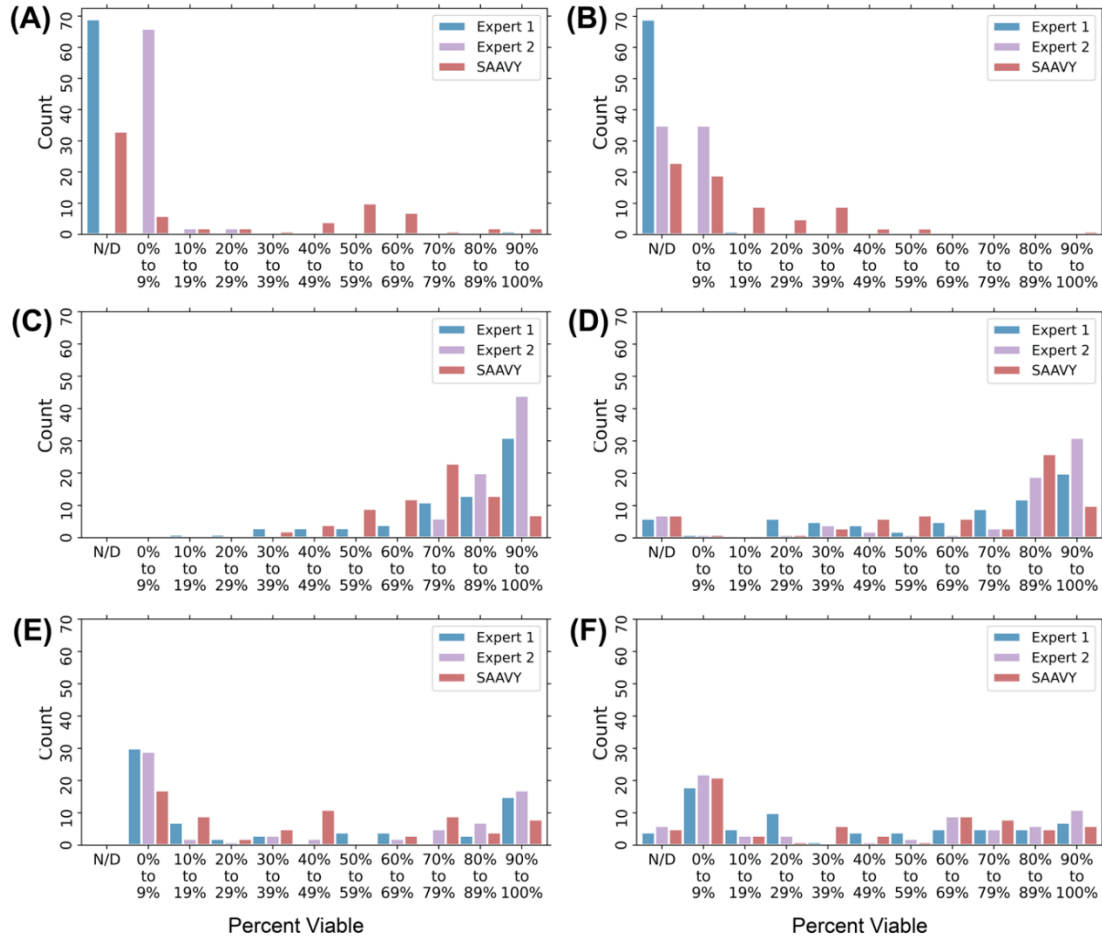 (A)
70
60
50
40
30
20
10
0
Count
Expert 1
Expert 2
SAAVY
N/D 0% 10% 20% 30% 40% 50% 60% 70% 80% 90%
to to to to to to to to to to
9% 19% 29% 39% 49% 59% 69% 79% 89% 100%
(B)
70
60
50
40
30
20
10
0
Count
Expert 1
Expert 2
SAAVY
N/D 0% 10% 20% 30% 40% 50% 60% 70% 80% 90%
to to to to to to to to to to
9% 19% 29% 39% 49% 59% 69% 79% 89% 100%
(C)
70
60
50
40
30
20
10
0
Count
Expert 1
Expert 2
SAAVY
N/D 0% 10% 20% 30% 40% 50% 60% 70% 80% 90%
to to to to to to to to to to
9% 19% 29% 39% 49% 59% 69% 79% 89% 100%
(D)
70
60
50
40
30
20
10
0
Count
Expert 1
Expert 2
SAAVY
N/D 0% 10% 20% 30% 40% 50% 60% 70% 80% 90%
to to to to to to to to to to
9% 19% 29% 39% 49% 59% 69% 79% 89% 100%
(E)
70
60
50
40
30
20
10
0
Count
Expert 1
Expert 2
SAAVY
N/D 0% 10% 20% 30% 40% 50% 60% 70% 80% 90%
to to to to to to to to to to
9% 19% 29% 39% 49% 59% 69% 79% 89% 100%
Percent Viable
(F)
70
60
50
40
30
20
10
0
Count
Expert 1
Expert 2
SAAVY
N/D 0% 10% 20% 30% 40% 50% 60% 70% 80% 90%
to to to to to to to to to to
9% 19% 29% 39% 49% 59% 69% 79% 89% 100%
Percent Viable